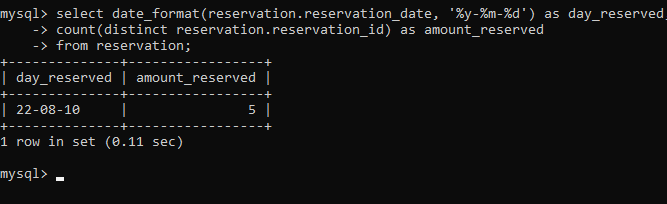 mysql> select date_format(reservation.reservation_date, '%y-%m-%d') as day_reserved,
    -> count(distinct reservation.reservation_id) as amount_reserved
    -> from reservation;
+--------------+-----------------+
| day_reserved | amount_reserved |
+--------------+-----------------+
| 22-08-10     |               5 |
+--------------+-----------------+
1 row in set (0.11 sec)
mysql>